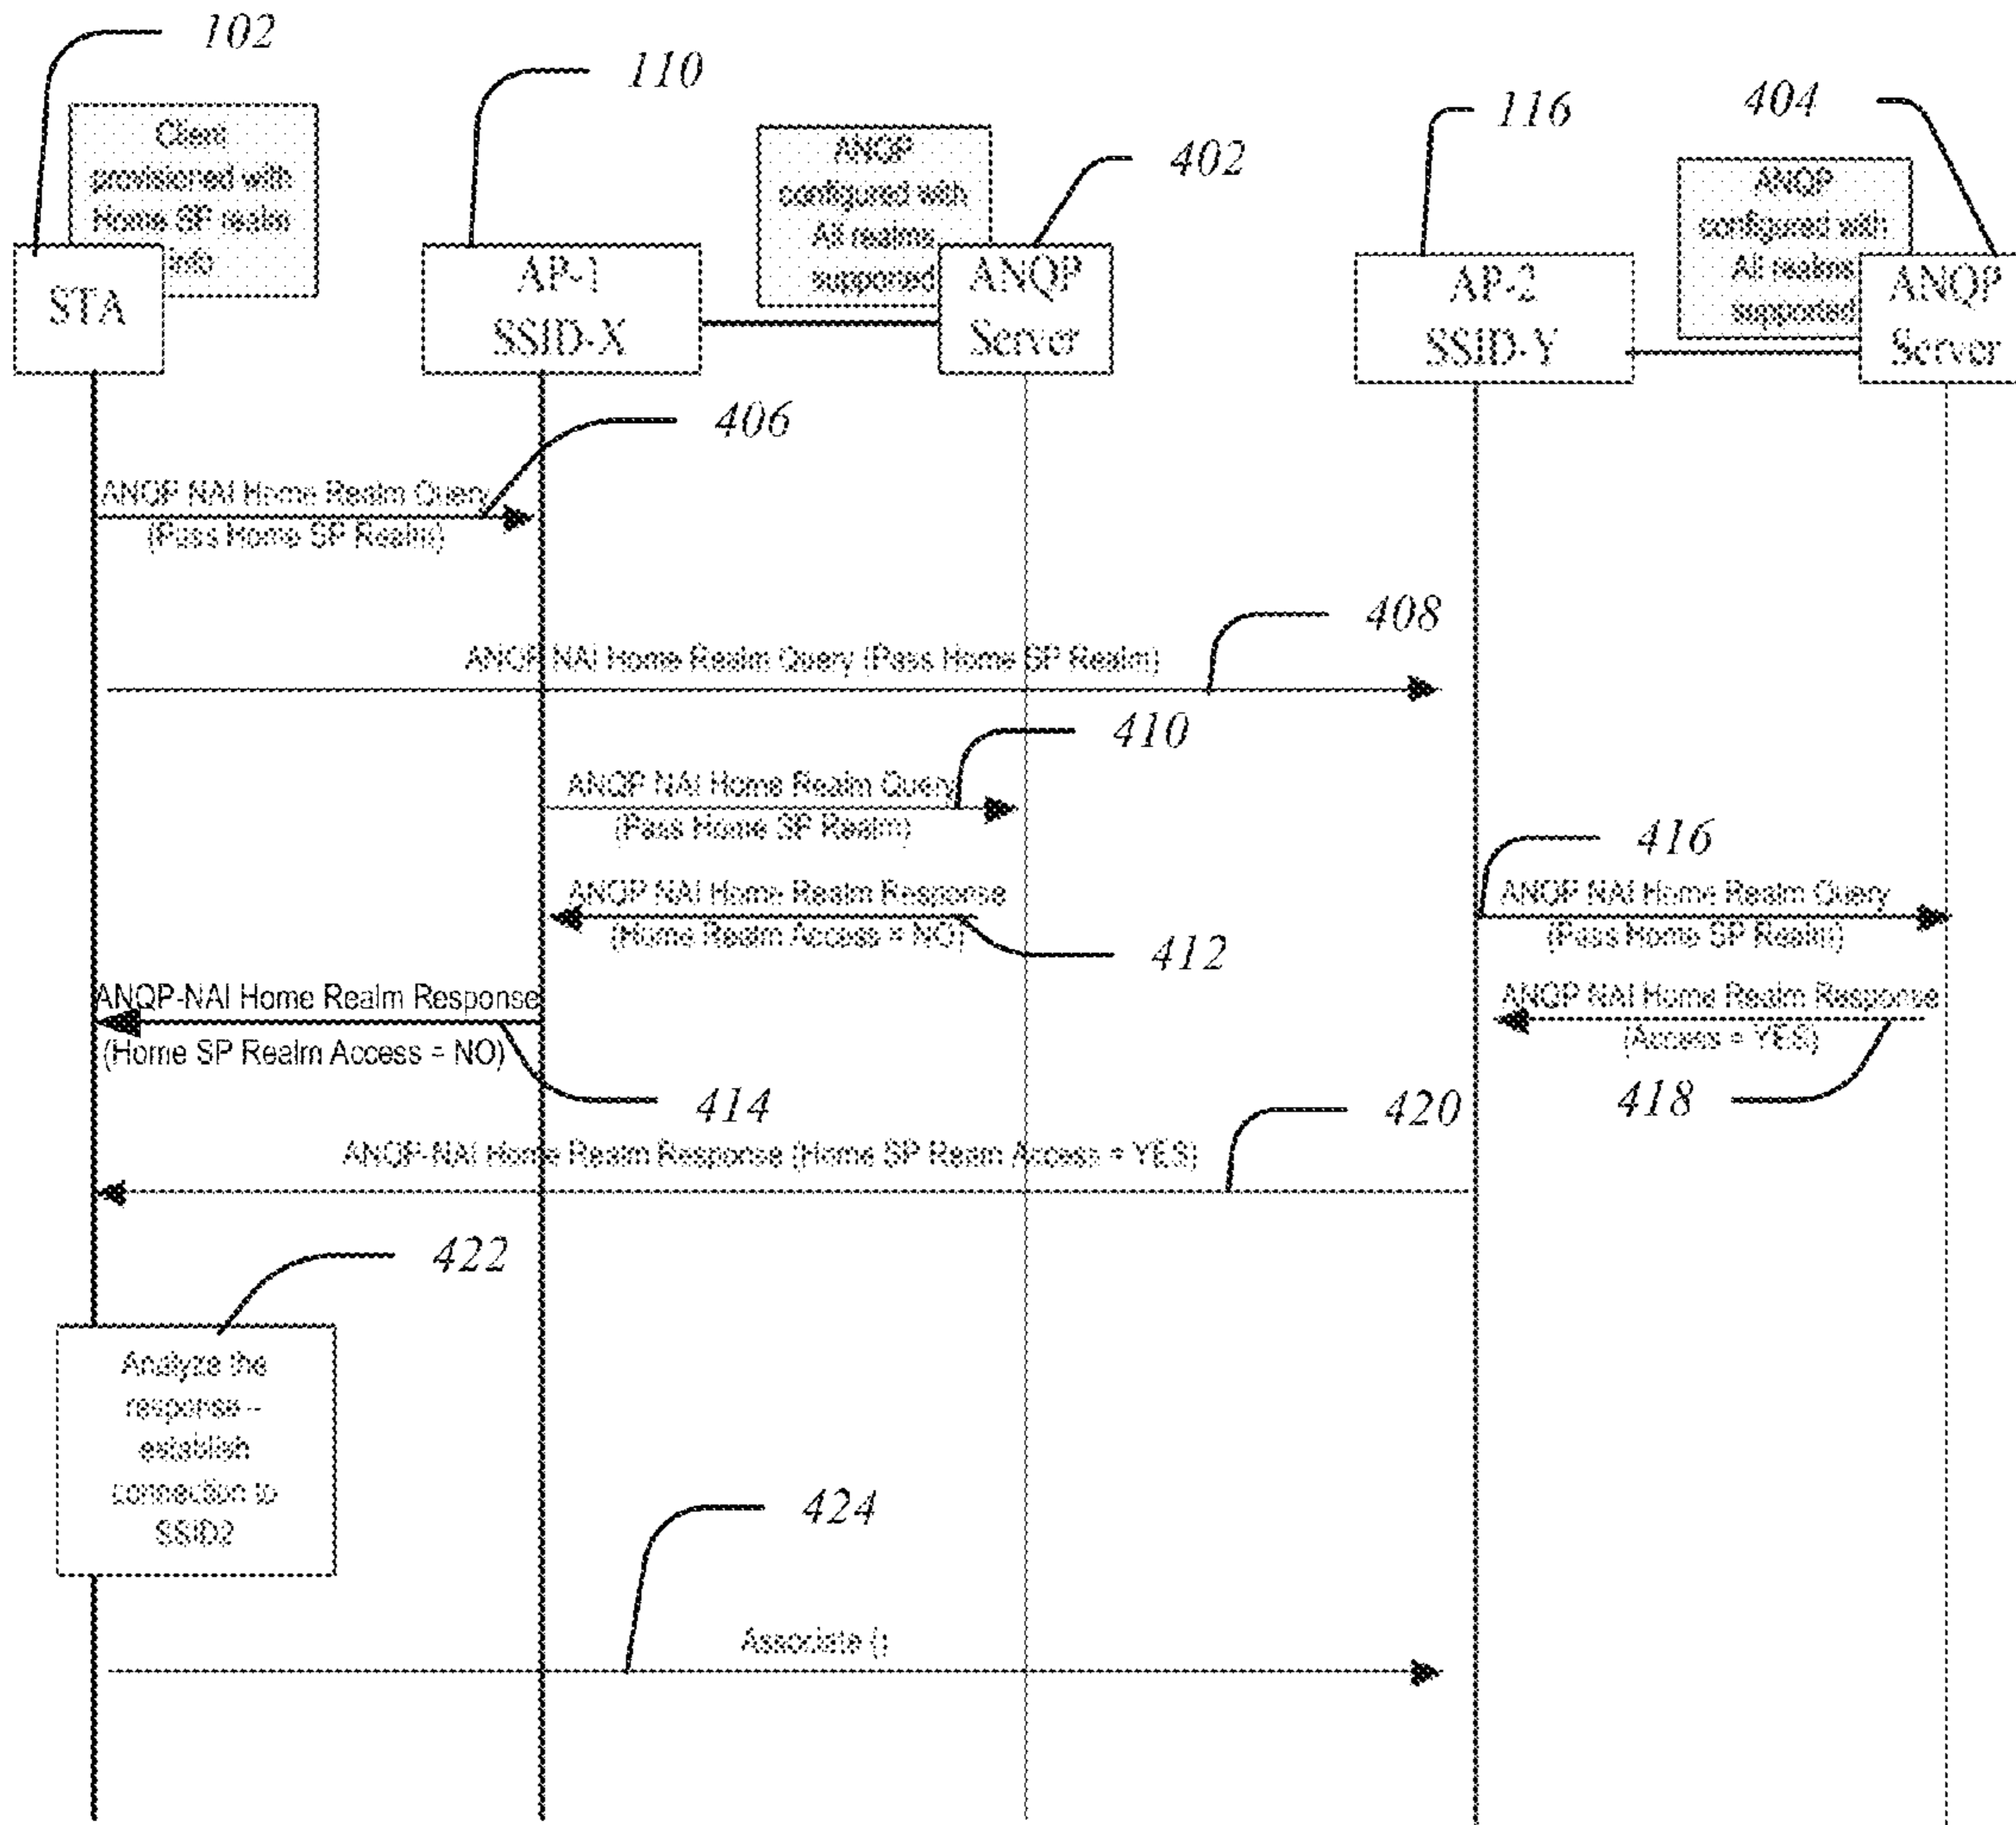 102
110
116
404
402
Client
provisioned with
Home SP realm
info
ANQP
configured with
All realms
supported
ANQP
configured with
All realms
supported
STA
AP-1
SSID-X
ANQP
Server
AP-2
SSID-Y
ANQP
Server
406
ANQP NAI Home Realm Query
(Pass Home SP Realm)
408
ANQP NAI Home Realm Query (Pass Home SP Realm)
410
ANQP NAI Home Realm Query
(Pass Home SP Realm)
416
ANQP NAI Home Realm Response
(Home Realm Access = NO)
412
ANQP NAI Home Realm Query
(Pass Home SP Realm)
ANQP-NAI Home Realm Response
(Home SP Realm Access = NO)
414
ANQP NAI Home Realm Response
(Access = YES)
418
420
ANQP-NAI Home Realm Response (Home SP Ream Access = YES)
422
Analyze the
response –
establish
connection to
SSID2
424
Associate (;